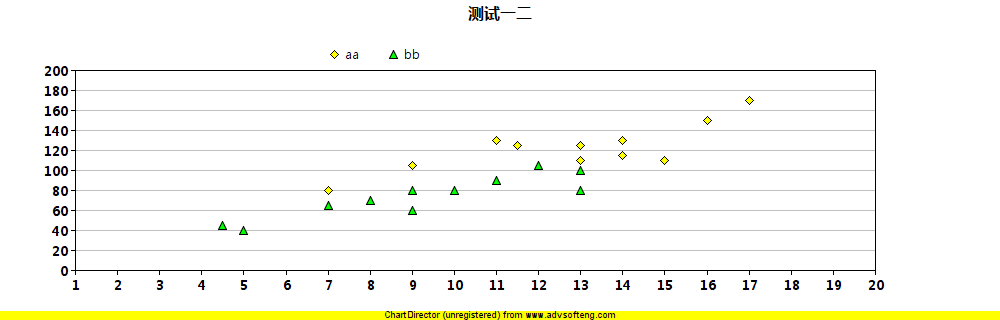 测试一二
aa bb
200
180
160
140
120
100
80
60
40
20
0
1 2 3 4 5 6 7 8 9 10 11 12 13 14 15 16 17 18 19 20
ChartDirector (unregistered) from www.advsofteng.com